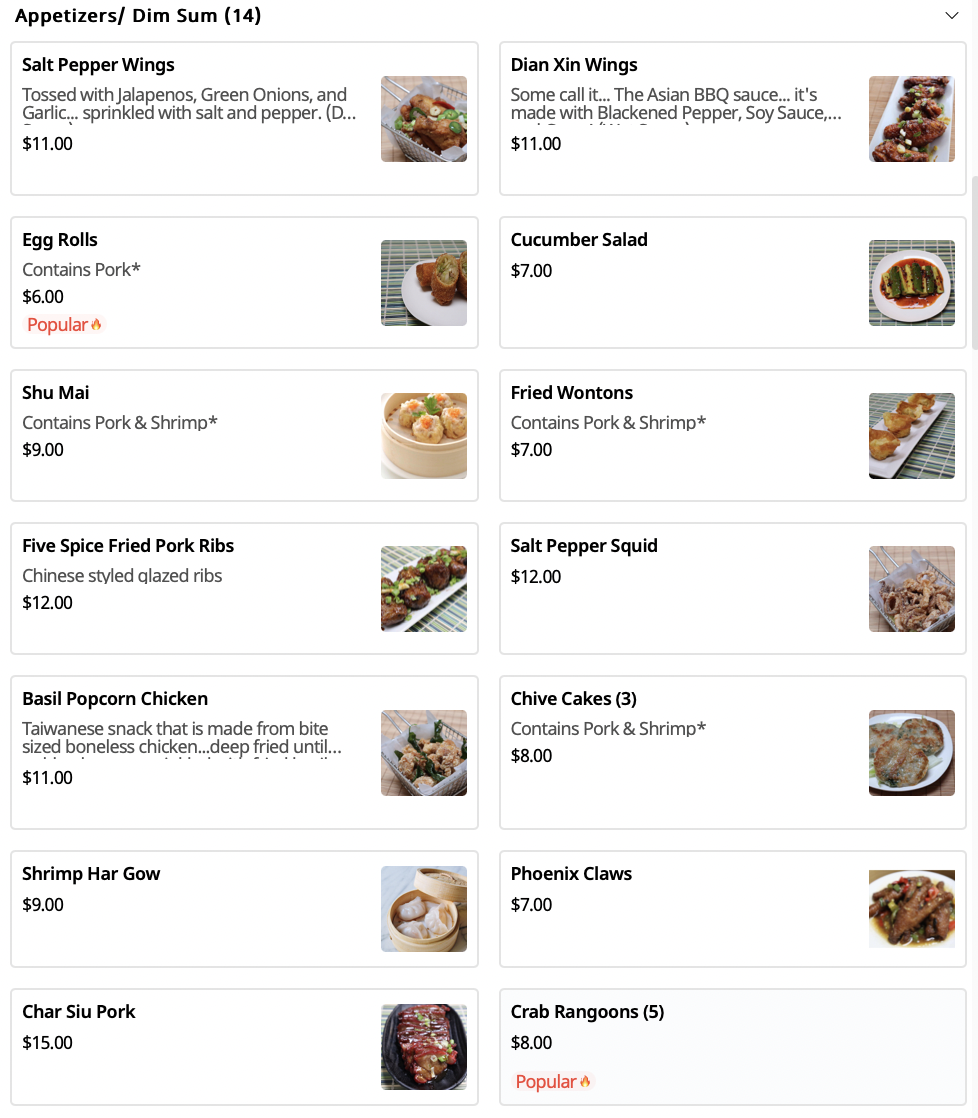 Appetizers/ Dim Sum (14)
Salt Pepper Wings
Tossed with Jalapenos, Green Onions, and
Garlic... sprinkled with salt and pepper. (D...
$11.00
Dian Xin Wings
Some call it... The Asian BBQ sauce... it's
made with Blackened Pepper, Soy Sauce,...
$11.00
Egg Rolls
Contains Pork*
$6.00
Popular
Cucumber Salad
$7.00
Shu Mai
Contains Pork & Shrimp*
$9.00
Fried Wontons
Contains Pork & Shrimp*
$7.00
Five Spice Fried Pork Ribs
Chinese styled glazed ribs
$12.00
Salt Pepper Squid
$12.00
Basil Popcorn Chicken
Taiwanese snack that is made from bite
sized boneless chicken...deep fried until...
$11.00
Chive Cakes (3)
Contains Pork & Shrimp*
$8.00
Shrimp Har Gow
$9.00
Phoenix Claws
$7.00
Char Siu Pork
$15.00
Crab Rangoons (5)
$8.00
Popular